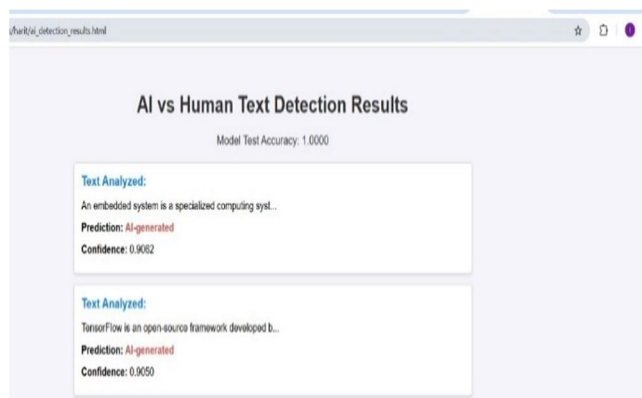 /harit/ai_detection_results.html
AI vs Human Text Detection Results
Model Test Accuracy: 1.0000
Text Analyzed:
An embedded system is a specialized computing syst...
Prediction: AI-generated
Confidence: 0.9062
Text Analyzed:
TensorFlow is an open-source framework developed b...
Prediction: AI-generated
Confidence: 0.9050